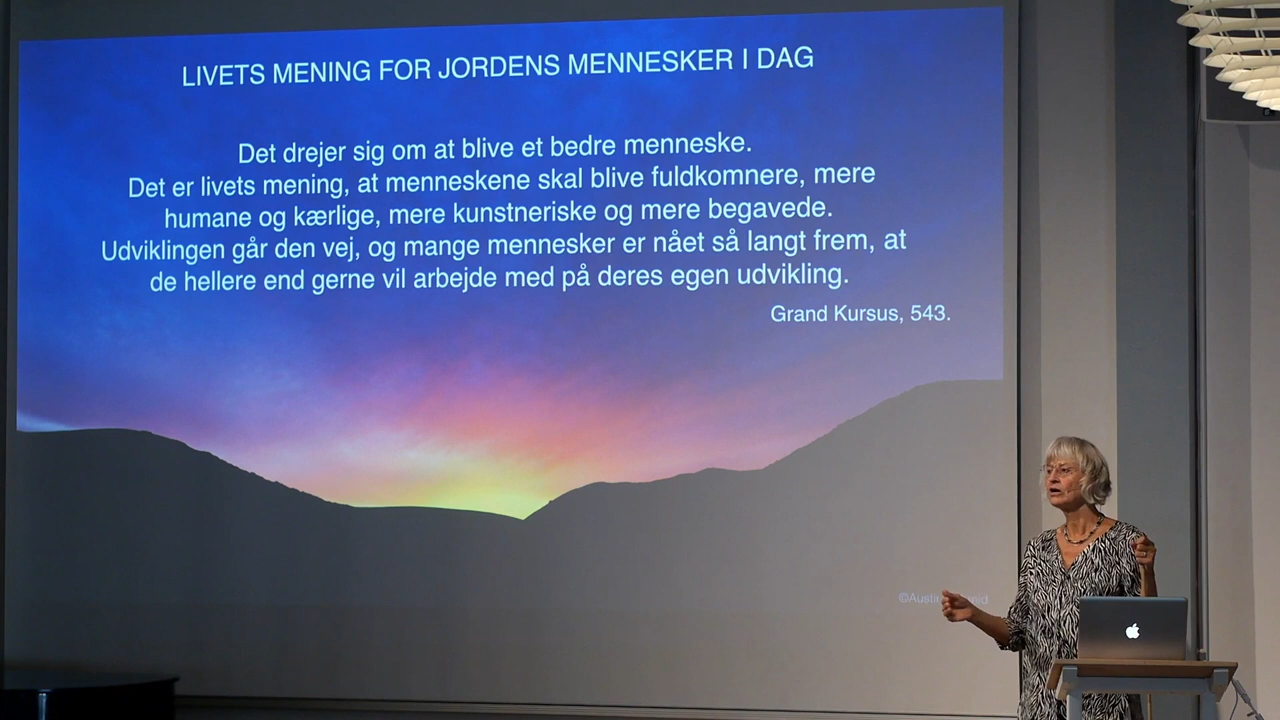 LIVETS MENING FOR JORDENS MENNESKER I DAG
Det drejer sig om at blive et bedre menneske.
Det er livets mening, at menneskene skal blive fuldkomnere, mere
humane og kærlige, mere kunstneriske og mere begavede.
Udviklingen går den vej, og mange mennesker er nået så langt frem, at
de hellere end gerne vil arbejde med på deres egen udvikling.
Grand Kursus, 543.